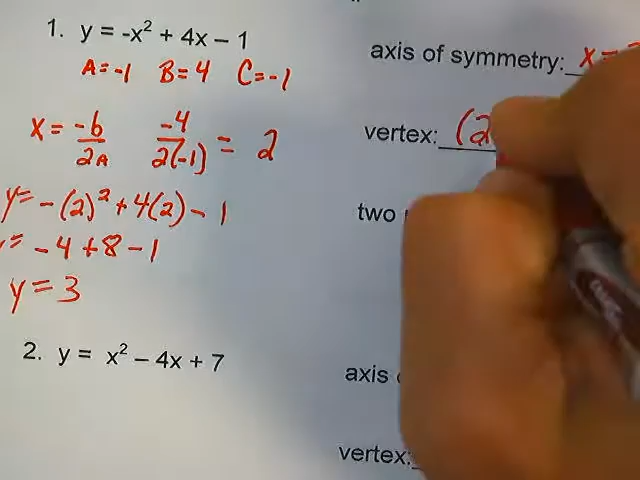 1. y = -x² + 4x – 1
A = -1 B = 4 C = -1
axis of symmetry: x =
x = -b/2A -4/2(-1) = 2
vertex: (2
y = -(2)² + 4(2) - 1
two
= -4 + 8 - 1
y = 3
2. y = x² – 4x + 7
axis
vertex: